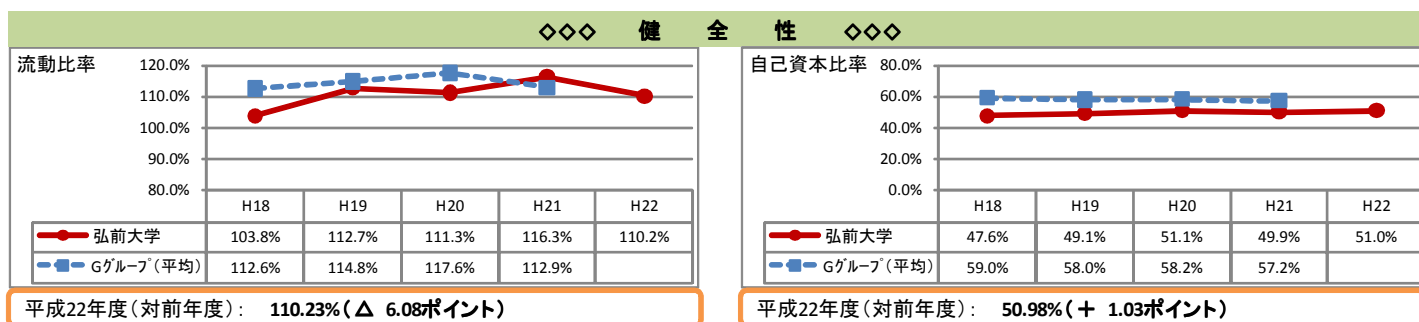 ◇◇◇ 健 全 性 ◇◇◇
流動比率
120.0%
110.0%
100.0%
90.0%
80.0%
H18 H19 H20 H21 H22
弘前大学 103.8% 112.7% 111.3% 116.3% 110.2%
Gグループ(平均) 112.6% 114.8% 117.6% 112.9%
平成22年度(対前年度): 110.23%(△ 6.08ポイント)
自己資本比率
80.0%
60.0%
40.0%
20.0%
0.0%
H18 H19 H20 H21 H22
弘前大学 47.6% 49.1% 51.1% 49.9% 51.0%
Gグループ(平均) 59.0% 58.0% 58.2% 57.2%
平成22年度(対前年度): 50.98%(+ 1.03ポイント)